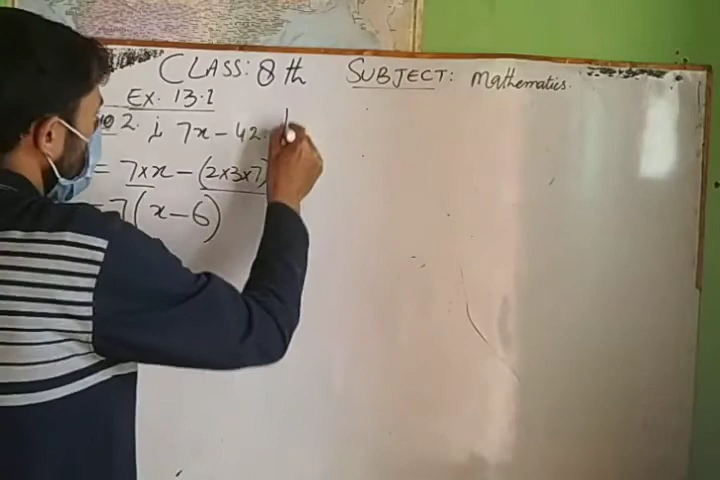 CLASS: 8th SUBJECT: Mathematics.
Ex. 13.2
2. i 7x - 42.
= 7×x - (2×3×7)
= 7(x - 6)